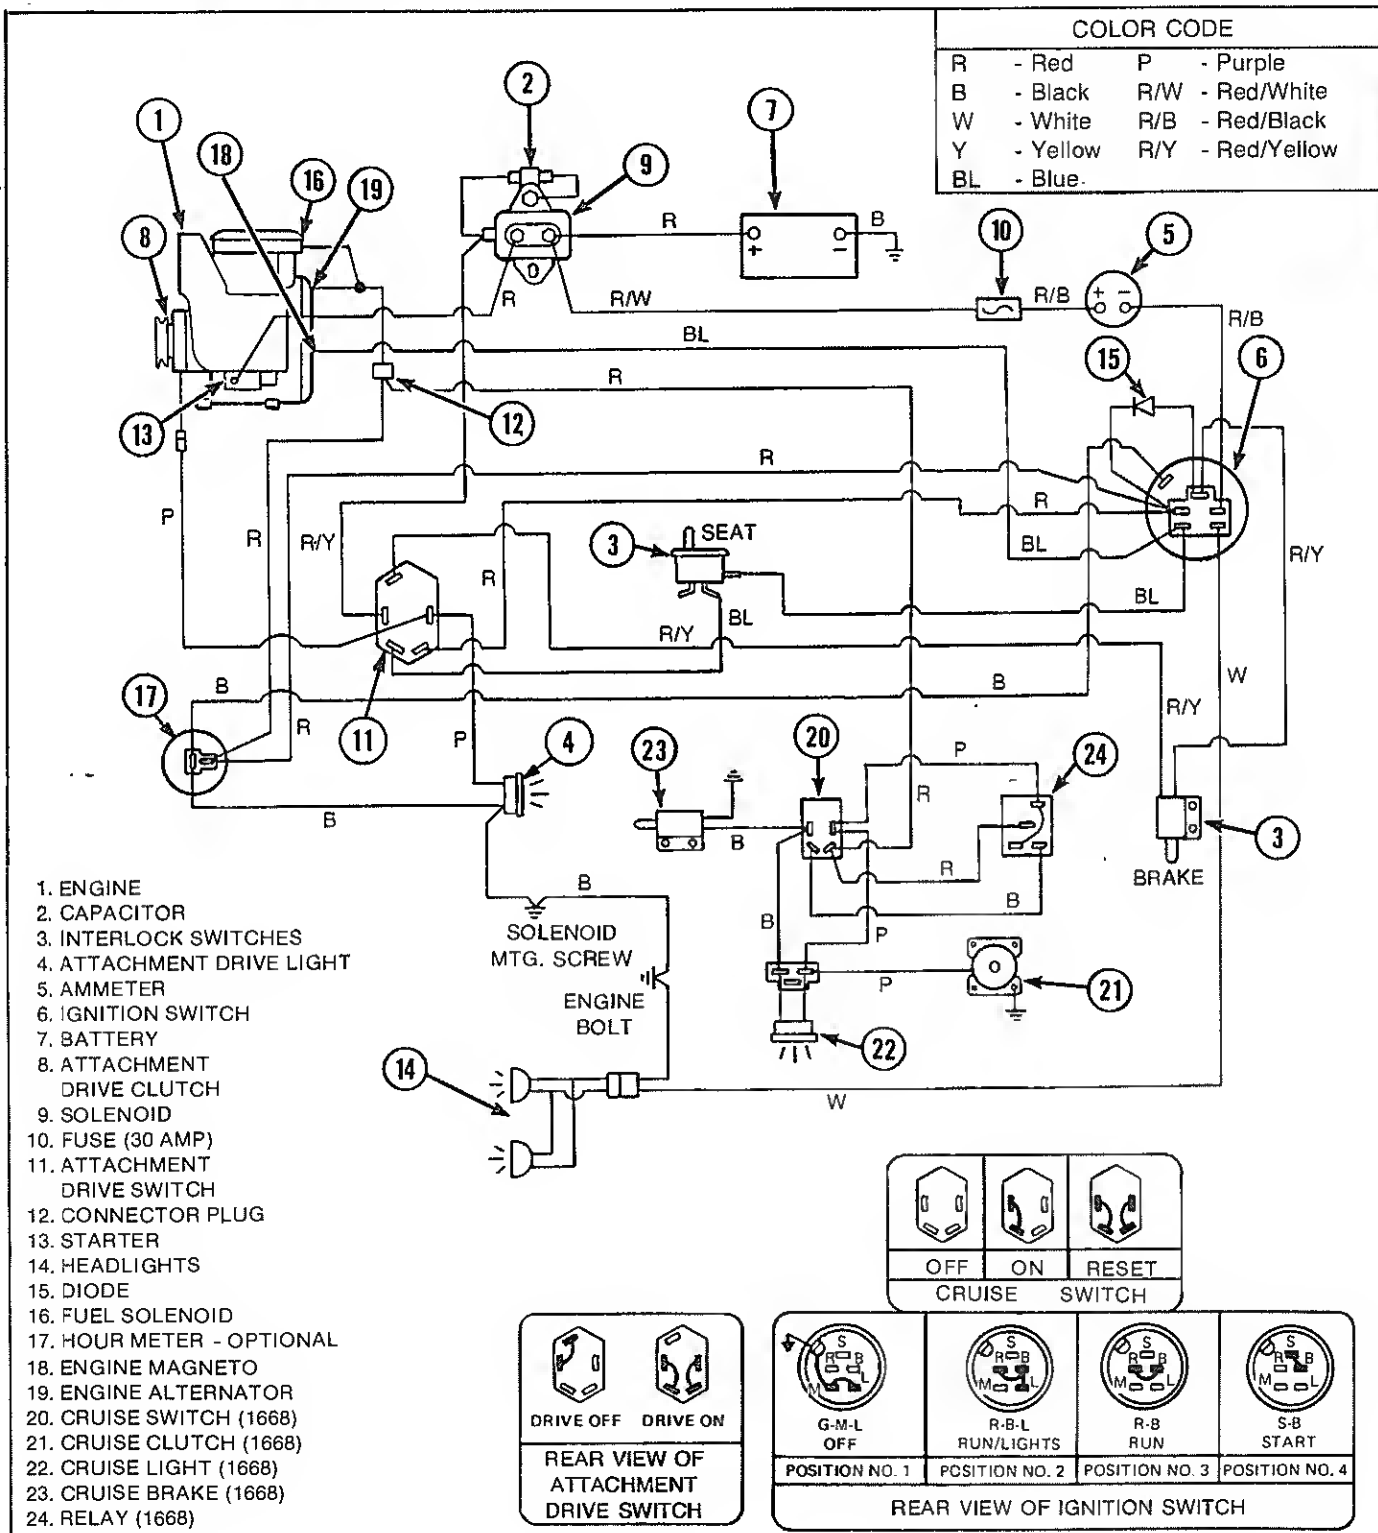 COLOR CODE
R - Red P - Purple
B - Black R/W - Red/White
W - White R/B - Red/Black
Y - Yellow R/Y - Red/Yellow
BL - Blue.
2
7
1
18
16
19
9
8
10
5
R
B
R
R/W
R/B
R/B
BL
15
6
13
12
R
R
P
R
R/Y
R
R
3
SEAT
BL
BL
R/Y
BL
R/Y
17
B
R
11
P
4
B
W
R/Y
23
20
P
24
R
3
B
B
R
BRAKE
B
B
B
P
SOLENOID
MTG. SCREW
P
21
ENGINE
BOLT
22
14
W
1. ENGINE
2. CAPACITOR
3. INTERLOCK SWITCHES
4. ATTACHMENT DRIVE LIGHT
5. AMMETER
6. IGNITION SWITCH
7. BATTERY
8. ATTACHMENT
DRIVE CLUTCH
9. SOLENOID
10. FUSE (30 AMP)
11. ATTACHMENT
DRIVE SWITCH
12. CONNECTOR PLUG
13. STARTER
14. HEADLIGHTS
15. DIODE
16. FUEL SOLENOID
17. HOUR METER - OPTIONAL
18. ENGINE MAGNETO
19. ENGINE ALTERNATOR
20. CRUISE SWITCH (1668)
21. CRUISE CLUTCH (1668)
22. CRUISE LIGHT (1668)
23. CRUISE BRAKE (1668)
24. RELAY (1668)
OFF ON RESET
CRUISE SWITCH
DRIVE OFF DRIVE ON
REAR VIEW OF
ATTACHMENT
DRIVE SWITCH
S
R B
M L
G-M-L
OFF
POSITION NO. 1
S
R B
M L
R-B-L
RUN/LIGHTS
POSITION NO. 2
S
R B
M L
R-B
RUN
POSITION NO. 3
S
R B
M L
S-B
START
POSITION NO. 4
REAR VIEW OF IGNITION SWITCH